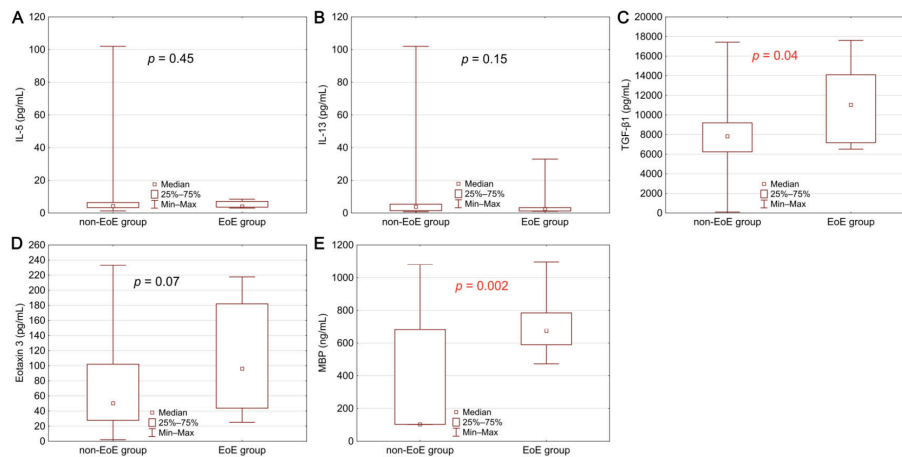 A
120
100
80
60
40
20
0
IL-5 (pg/mL)
p = 0.45
Median
25%–75%
Min–Max
non-EoE group EoE group
B
120
100
80
60
40
20
0
IL-13 (pg/mL)
p = 0.15
Median
25%–75%
Min–Max
non-EoE group EoE group
C
20000
18000
16000
14000
12000
10000
8000
6000
4000
2000
0
TGF-β1 (pg/mL)
p = 0.04
Median
25%–75%
Min–Max
non-EoE group EoE group
D
260
240
220
200
180
160
140
120
100
80
60
40
20
0
Eotaxin 3 (pg/mL)
p = 0.07
Median
25%–75%
Min–Max
non-EoE group EoE group
E
1200
1000
800
600
400
200
0
MBP (ng/mL)
p = 0.002
Median
25%–75%
Min–Max
non-EoE group EoE group